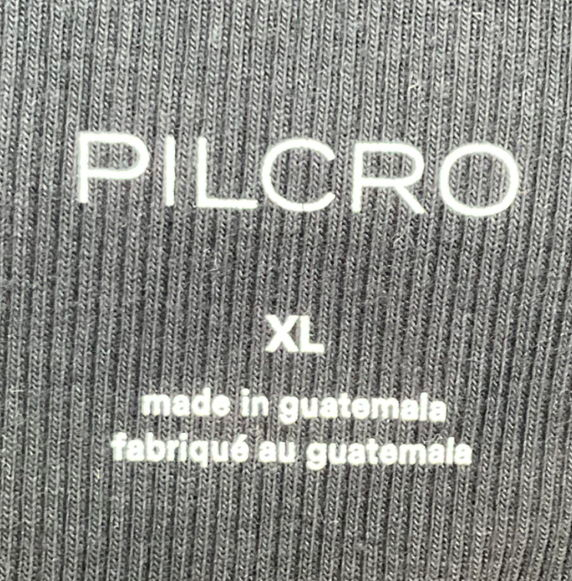 PILCRO
XL
made in guatemala
fabriqué au guatemala